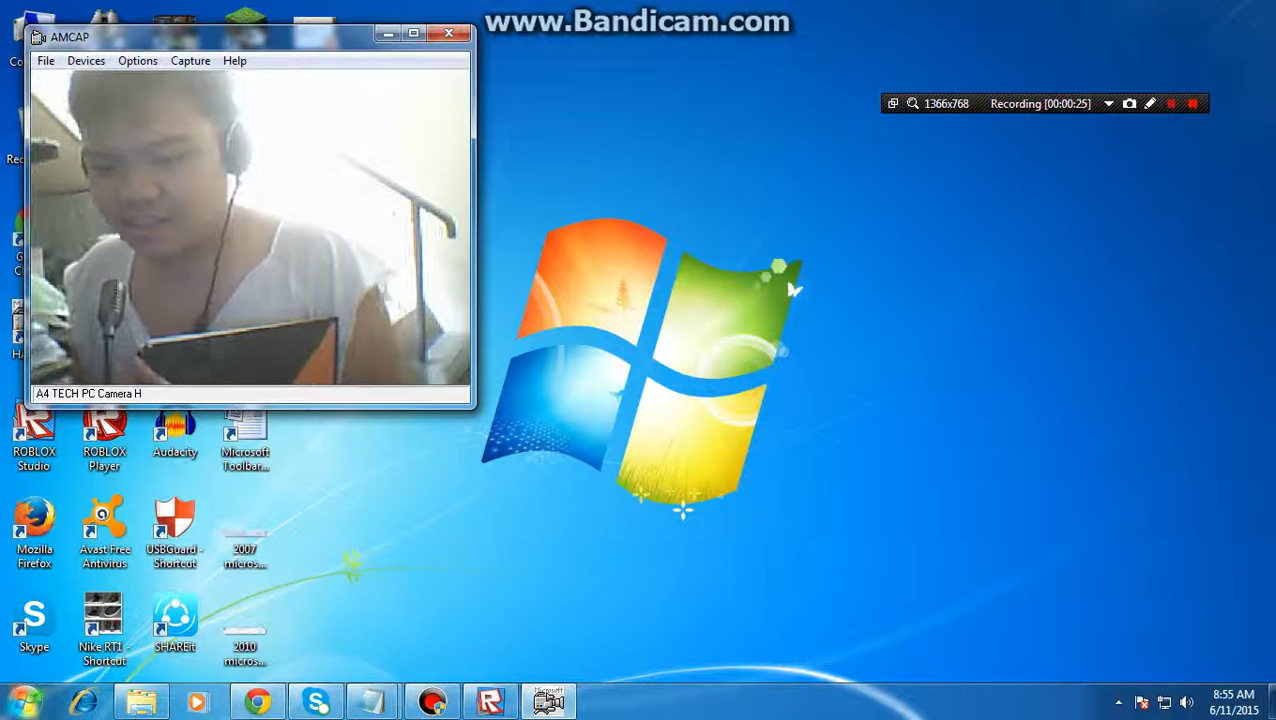 www.Bandicam.com
AMCAP
File Devices Options Capture Help
1366x768 Recording [00:00:25]
A4 TECH PC Camera H
ROBLOX Studio
ROBLOX Player
Audacity
Microsoft Toolbar...
Mozilla Firefox
Avast Free Antivirus
USBGuard - Shortcut
2007 micros...
Skype
Nike RT1 - Shortcut
SHAREit
2010 micros...
8:55 AM
6/11/2015